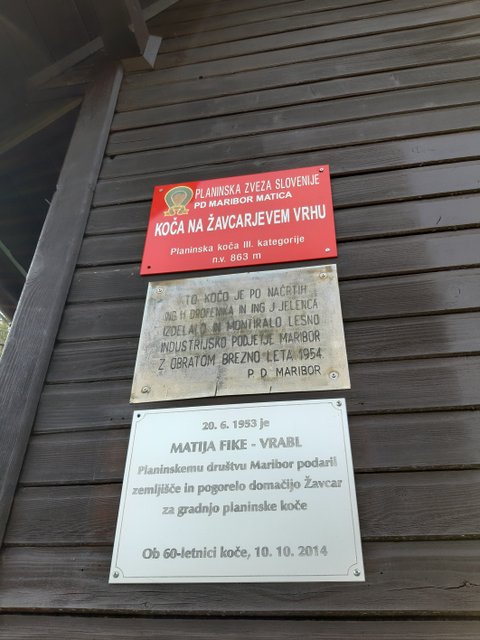 PLANINSKA ZVEZA SLOVENIJE
PD MARIBOR MATICA
KOČA NA ŽAVCARJEVEM VRHU
Planinska koča III. kategorije
n.v. 863 m
TO KOČO JE PO NAČRTIH
ING H DROFENIKA IN ING J JELENCA
IZDELALO IN MONTIRALO LESNO
INDUSTRIJSKO PODJETJE MARIBOR
Z OBRATOM BREZNO LETA 1954.
P. D. MARIBOR
20. 6. 1953 je
MATIJA FIKE - VRABL
Planinskemu društvu Maribor podaril
zemljišče in pogorelo domačijo Žavcar
za gradnjo planinske koče
Ob 60-letnici koče, 10. 10. 2014